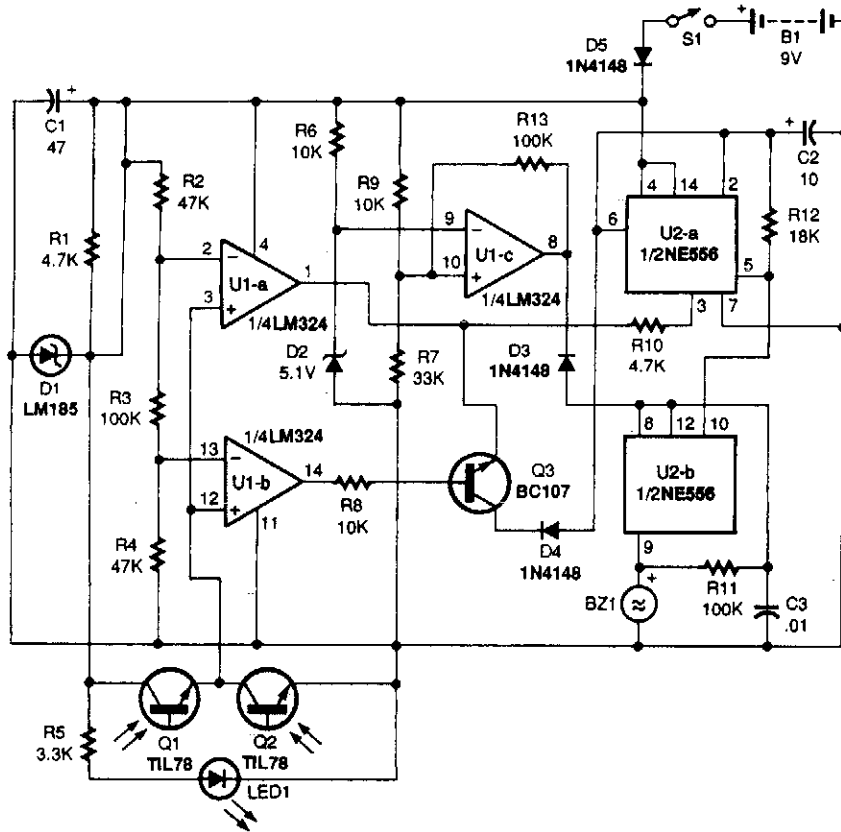 +
S1
+
B1
9V
D5
1N4148
+
C1
47
R6
10K
R9
10K
R13
100K
+
C2
10
R2
47K
R1
4.7K
4
14
2
6
U2-a
1/2NE556
R12
18K
5
3
7
2
−
4
U1-a
1
3
+
1/4LM324
9
−
U1-c
8
10
+
1/4LM324
R10
4.7K
D1
LM185
D2
5.1V
R7
33K
D3
1N4148
R3
100K
1/4LM324
13
−
U1-b
14
12
+
11
R8
10K
Q3
BC107
D4
1N4148
8
12
10
U2-b
1/2NE556
9
R4
47K
+
BZ1
R11
100K
C3
.01
R5
3.3K
Q1
TIL78
Q2
TIL78
LED1